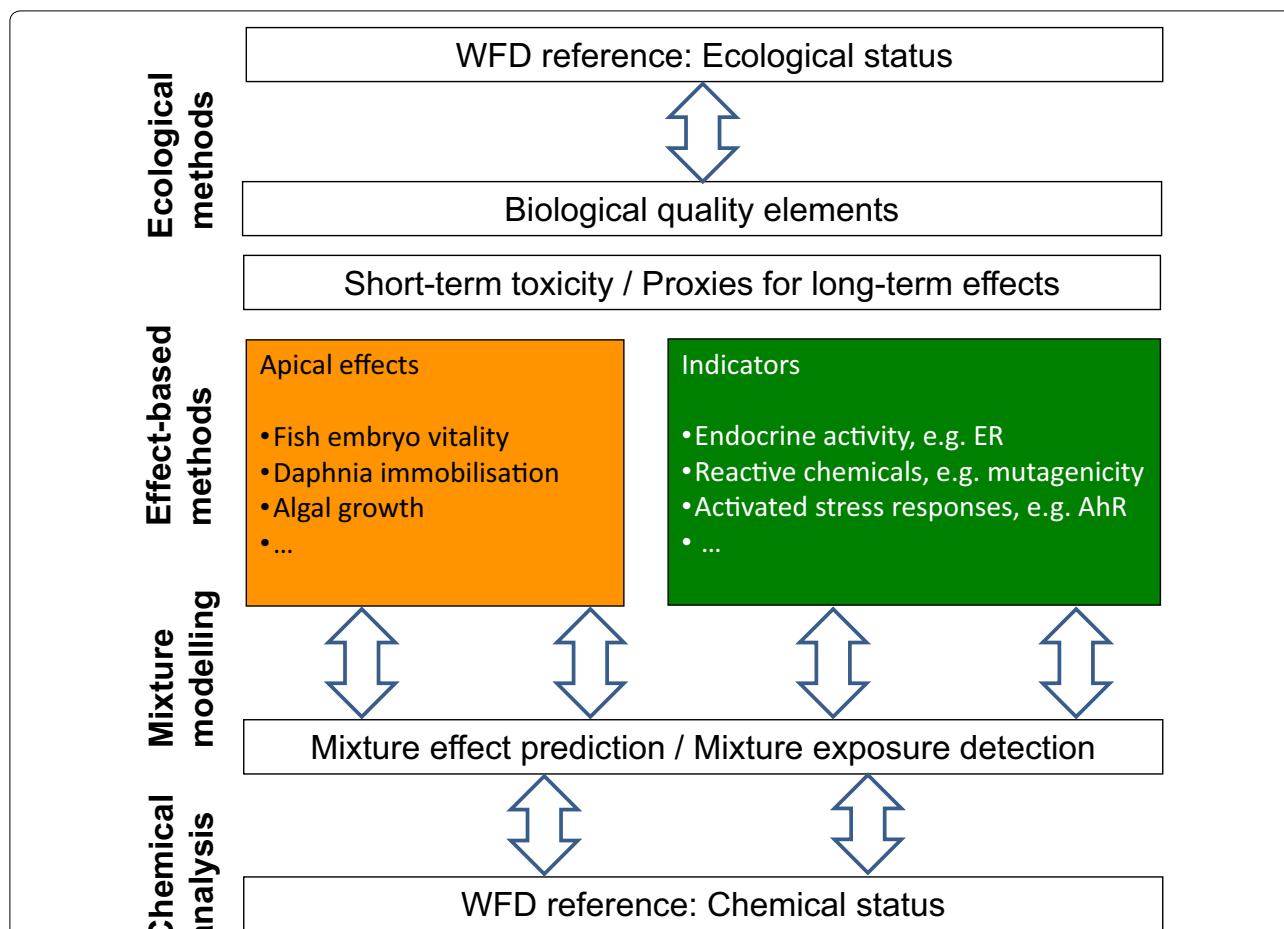 WFD reference: Ecological status
Ecological
methods
Biological quality elements
Short-term toxicity / Proxies for long-term effects
Effect-based
methods
Apical effects
•Fish embryo vitality
•Daphnia immobilisation
•Algal growth
•...
Indicators
•Endocrine activity, e.g. ER
•Reactive chemicals, e.g. mutagenicity
•Activated stress responses, e.g. AhR
• ...
Mixture
modelling
Mixture effect prediction / Mixture exposure detection
Chemical
analysis
WFD reference: Chemical status